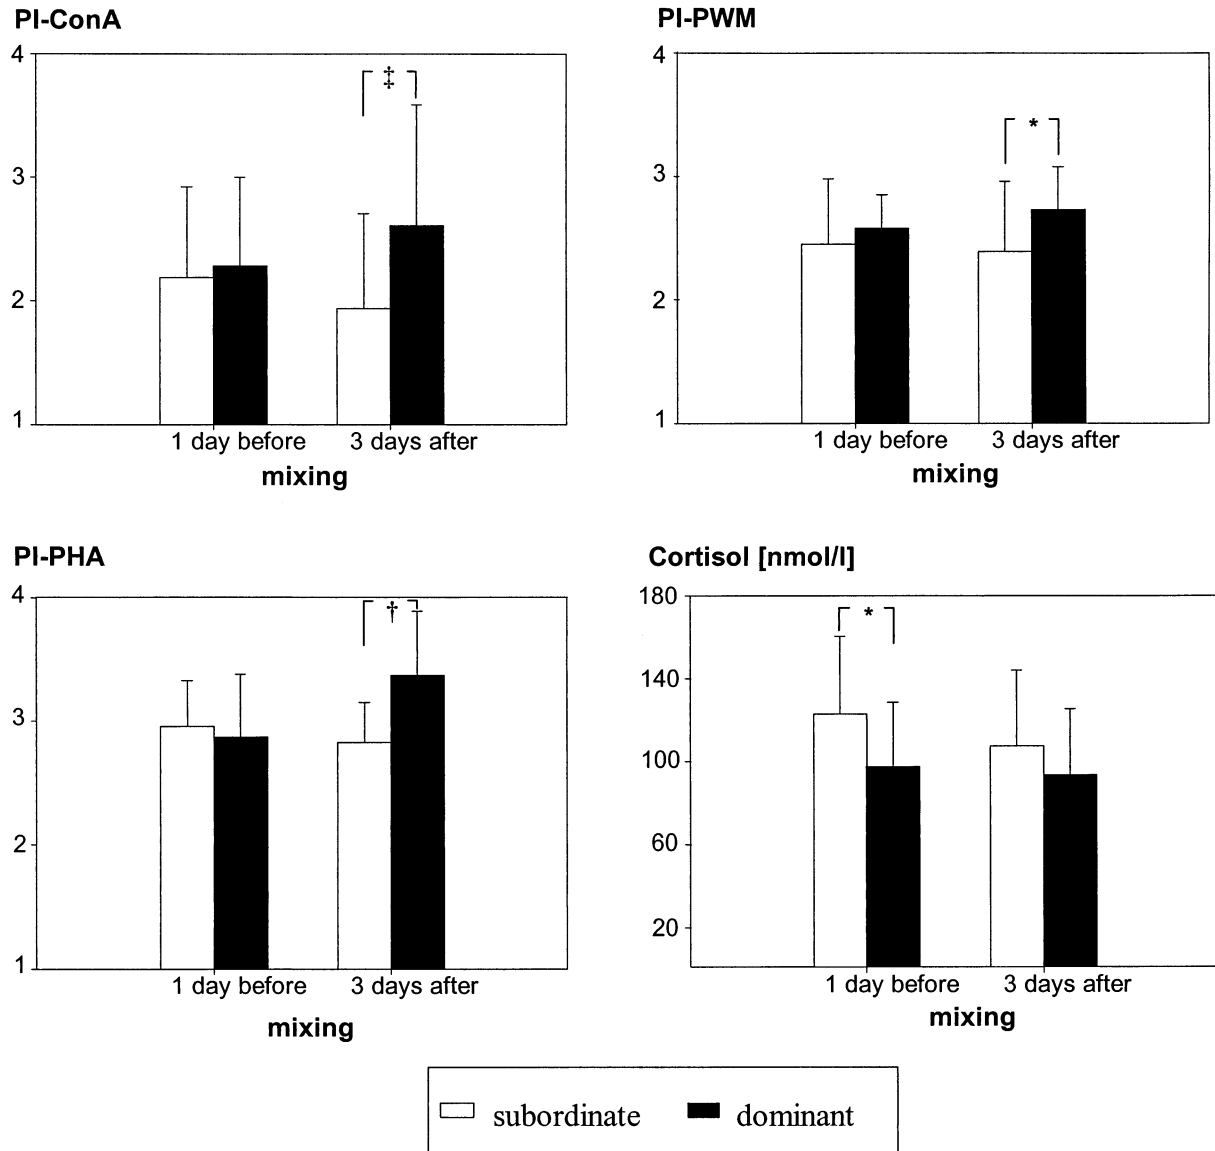 PI-ConA
4
‡
3
2
1
1 day before 3 days after
mixing
PI-PWM
4
*
3
2
1
1 day before 3 days after
mixing
PI-PHA
4
†
3
2
1
1 day before 3 days after
mixing
Cortisol [nmol/l]
180
*
140
100
60
20
1 day before 3 days after
mixing
subordinate dominant